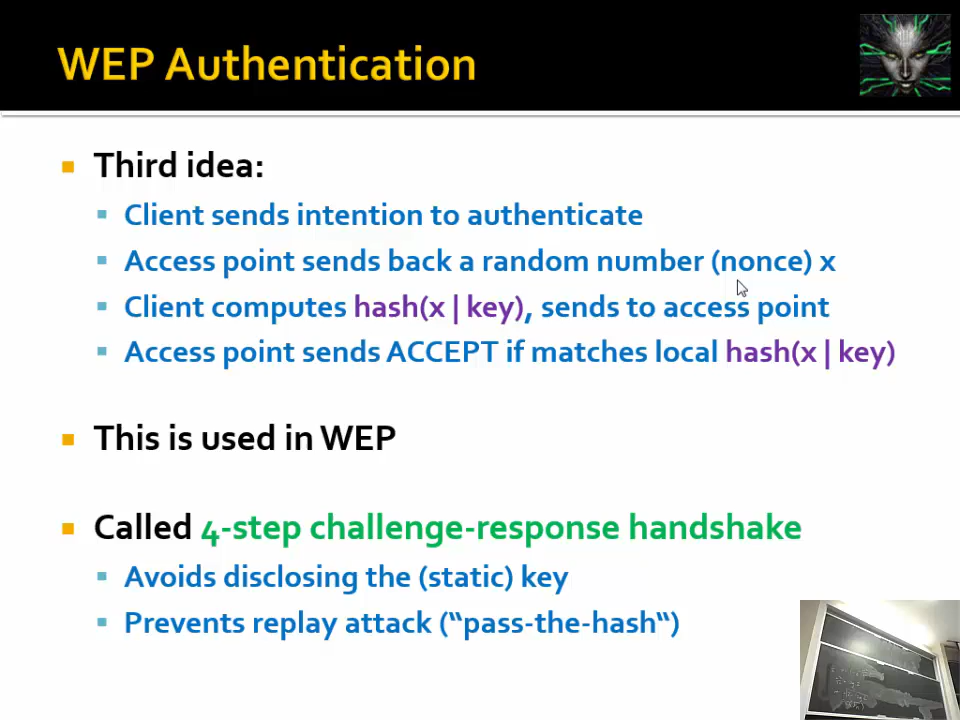 WEP Authentication
Third idea:
Client sends intention to authenticate
Access point sends back a random number (nonce) x
Client computes hash(x | key), sends to access point
Access point sends ACCEPT if matches local hash(x | key)
This is used in WEP
Called 4-step challenge-response handshake
Avoids disclosing the (static) key
Prevents replay attack (“pass-the-hash“)